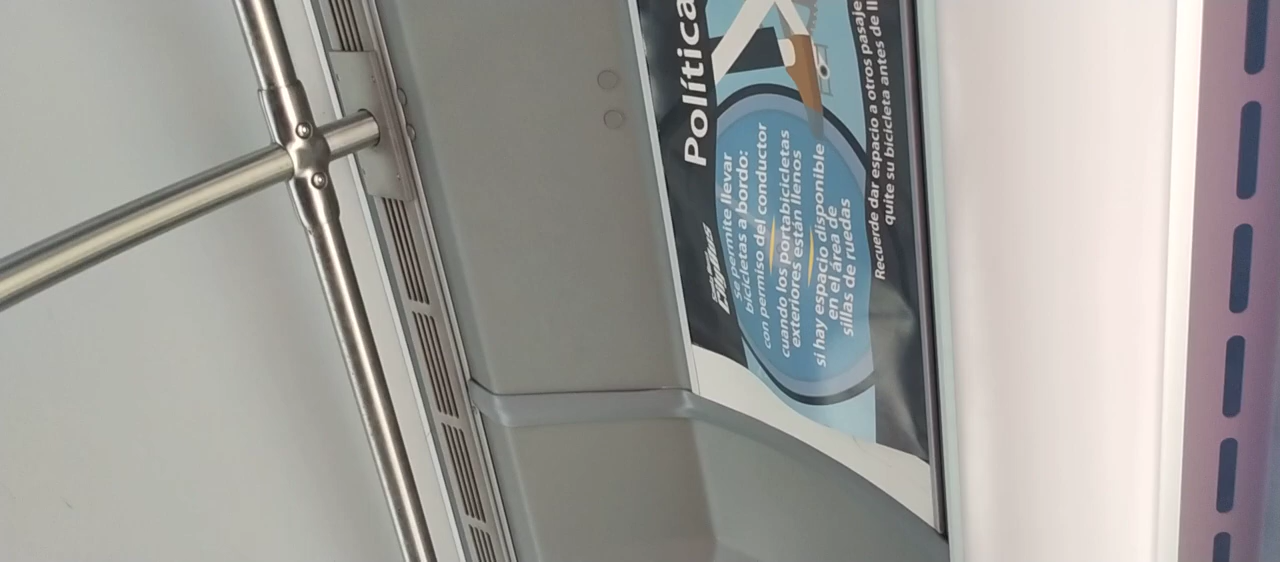 Política
Se permite llevar
bicicletas a bordo:
con permiso del conductor
cuando los portabicicletas
exteriores están llenos
si hay espacio disponible
en el área de
sillas de ruedas
Recuerde dar espacio a otros pasaje
quite su bicicleta antes de ll